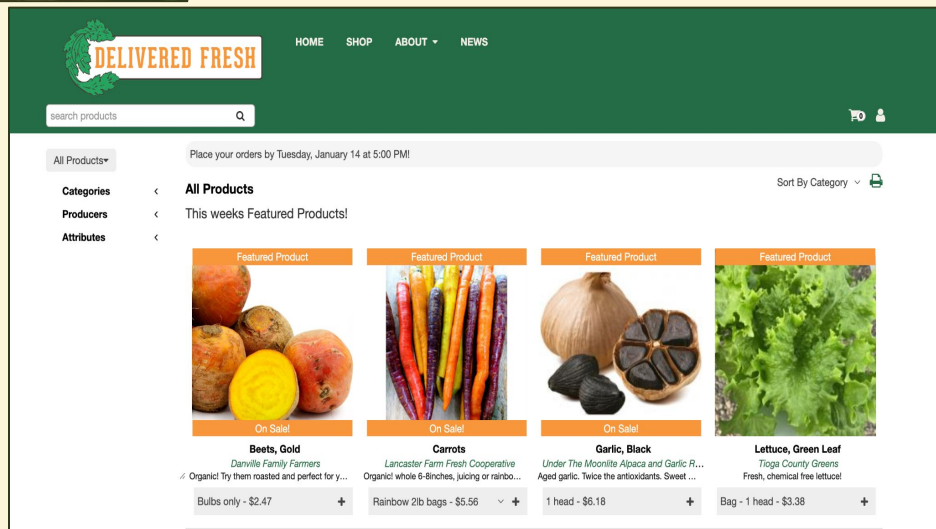 DELIVERED FRESH
HOME SHOP ABOUT NEWS
search products
0
All Products
Categories
Producers
Attributes
Place your orders by Tuesday, January 14 at 5:00 PM!
All Products
Sort By Category
This weeks Featured Products!
Featured Product
On Sale!
Beets, Gold
Danville Family Farmers
Organic! Try them roasted and perfect for y...
Bulbs only - $2.47 +
Featured Product
On Sale!
Carrots
Lancaster Farm Fresh Cooperative
Organic! whole 6-8inches, juicing or rainbo...
Rainbow 2lb bags - $5.56 +
Featured Product
On Sale!
Garlic, Black
Under The Moonlite Alpaca and Garlic R...
Aged garlic. Twice the antioxidants. Sweet ...
1 head - $6.18 +
Featured Product
Lettuce, Green Leaf
Tioga County Greens
Fresh, chemical free lettuce!
Bag - 1 head - $3.38 +